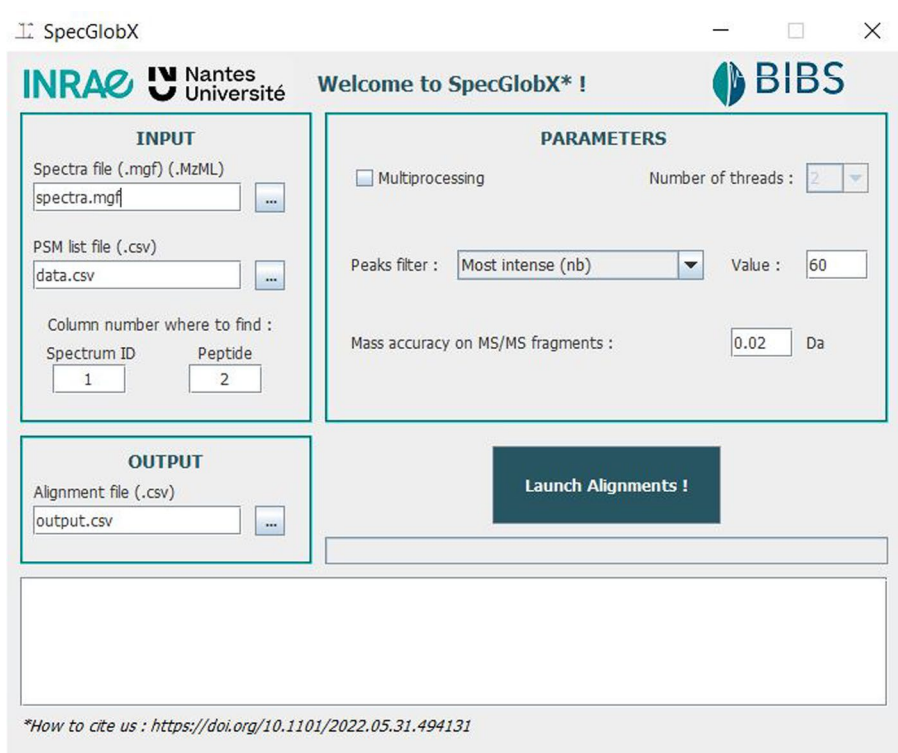 SpecGlobX
INRAE Nantes Université
Welcome to SpecGlobX* !
BIBS
INPUT
Spectra file (.mgf) (.MzML)
spectra.mgf
...
PSM list file (.csv)
data.csv
...
Column number where to find :
Spectrum ID Peptide
1 2
PARAMETERS
Multiprocessing Number of threads : 2
Peaks filter : Most intense (nb) Value : 60
Mass accuracy on MS/MS fragments : 0.02 Da
OUTPUT
Alignment file (.csv)
output.csv
...
Launch Alignments !
*How to cite us : https://doi.org/10.1101/2022.05.31.494131